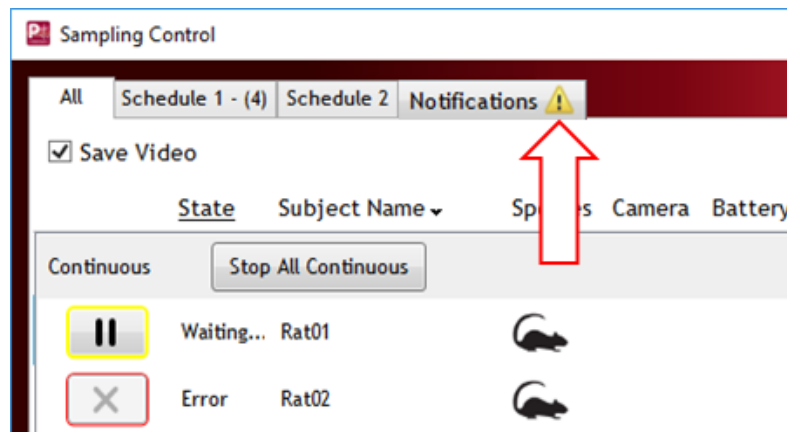 Sampling Control
All Schedule 1 - (4) Schedule 2 Notifications
Save Video
State Subject Name Camera Battery
Continuous Stop All Continuous
Waiting... Rat01
Error Rat02